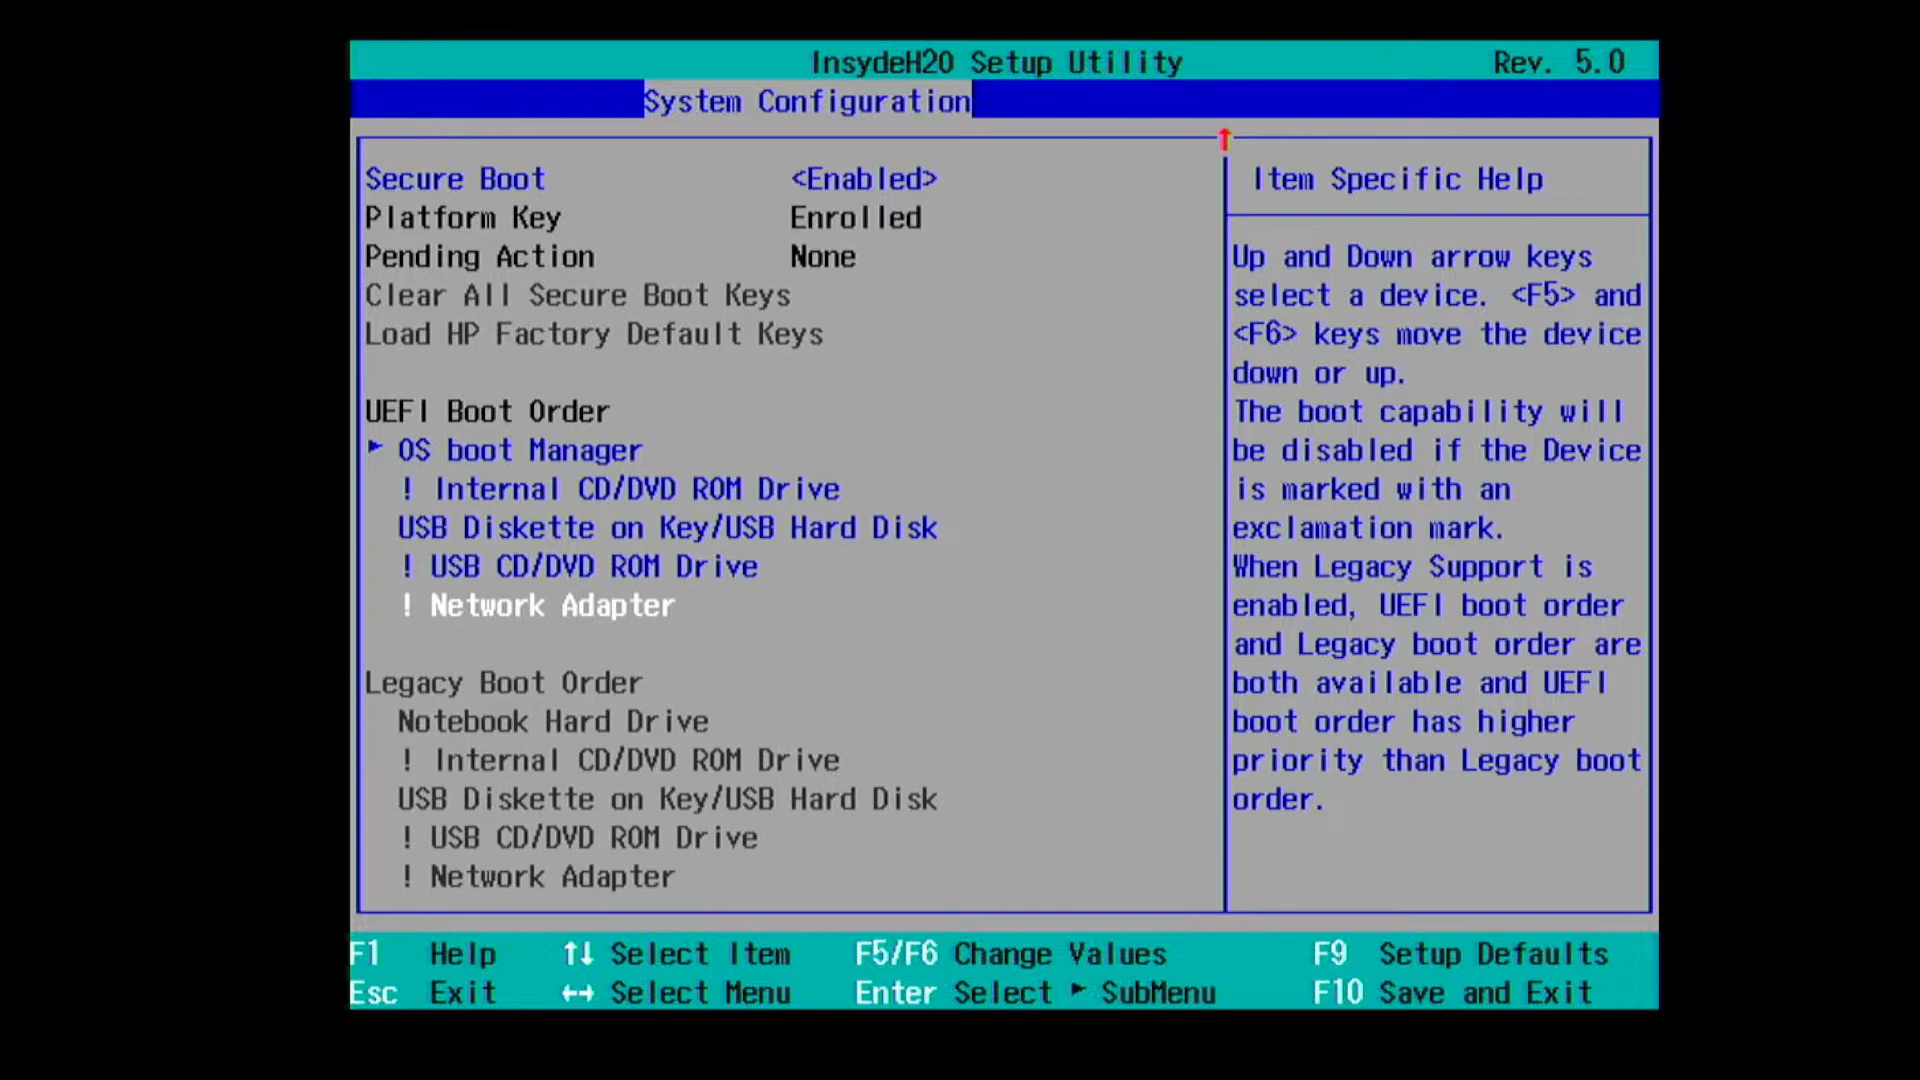 InsydeH20 Setup Utility Rev. 5.0
System Configuration
Secure Boot <Enabled>
Platform Key Enrolled
Pending Action None
Clear All Secure Boot Keys
Load HP Factory Default Keys
UEFI Boot Order
► OS boot Manager
! Internal CD/DVD ROM Drive
USB Diskette on Key/USB Hard Disk
! USB CD/DVD ROM Drive
! Network Adapter
Legacy Boot Order
Notebook Hard Drive
! Internal CD/DVD ROM Drive
USB Diskette on Key/USB Hard Disk
! USB CD/DVD ROM Drive
! Network Adapter
Item Specific Help
Up and Down arrow keys
select a device. <F5> and
<F6> keys move the device
down or up.
The boot capability will
be disabled if the Device
is marked with an
exclamation mark.
When Legacy Support is
enabled, UEFI boot order
and Legacy boot order are
both available and UEFI
boot order has higher
priority than Legacy boot
order.
F1 Help ↑↓ Select Item F5/F6 Change Values F9 Setup Defaults
Esc Exit ←→ Select Menu Enter Select ► SubMenu F10 Save and Exit